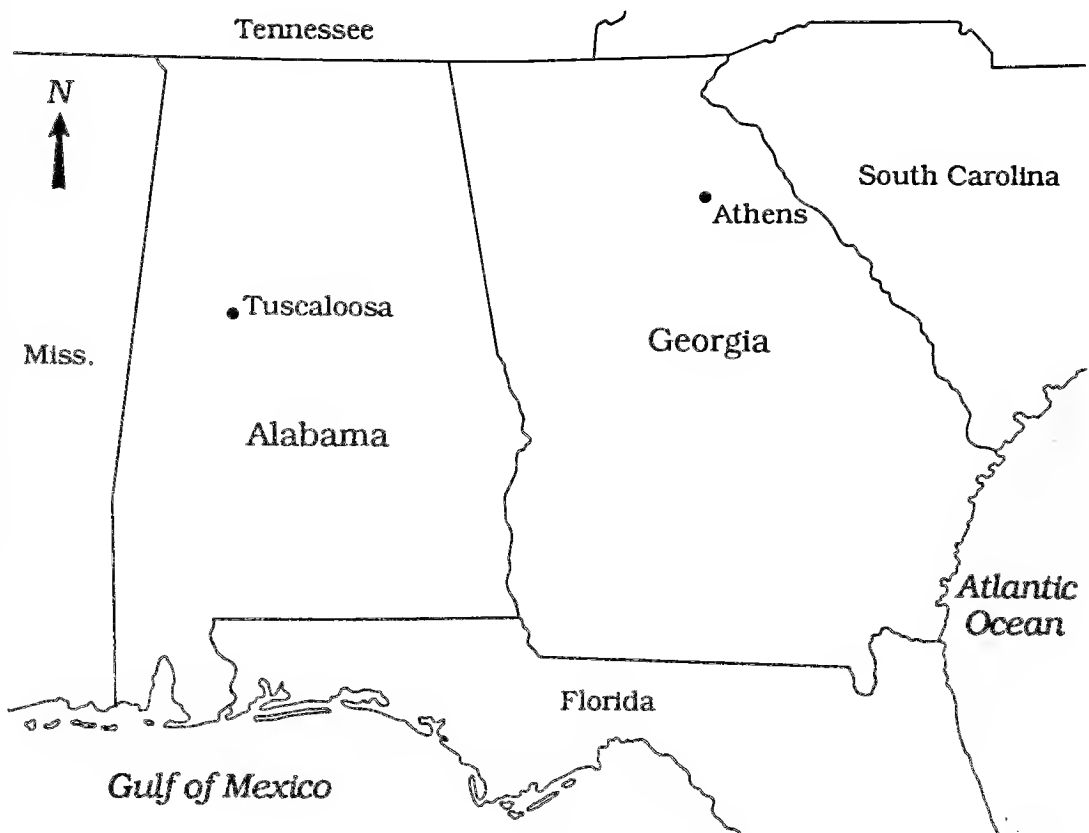 Tennessee
N
South Carolina
Athens
Tuscaloosa
Miss.
Georgia
Alabama
Atlantic
Ocean
Florida
Gulf of Mexico